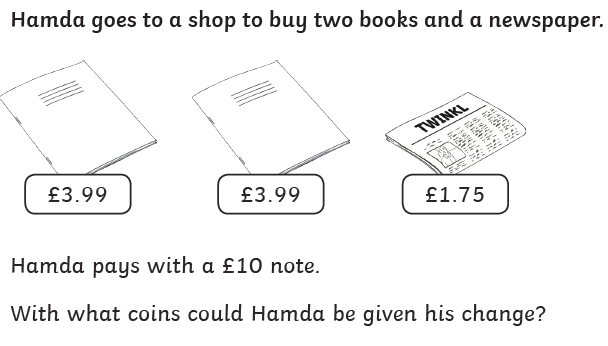 Hamda goes to a shop to buy two books and a newspaper.
TWINKL
£3.99 £3.99 £1.75
Hamda pays with a £10 note.
With what coins could Hamda be given his change?